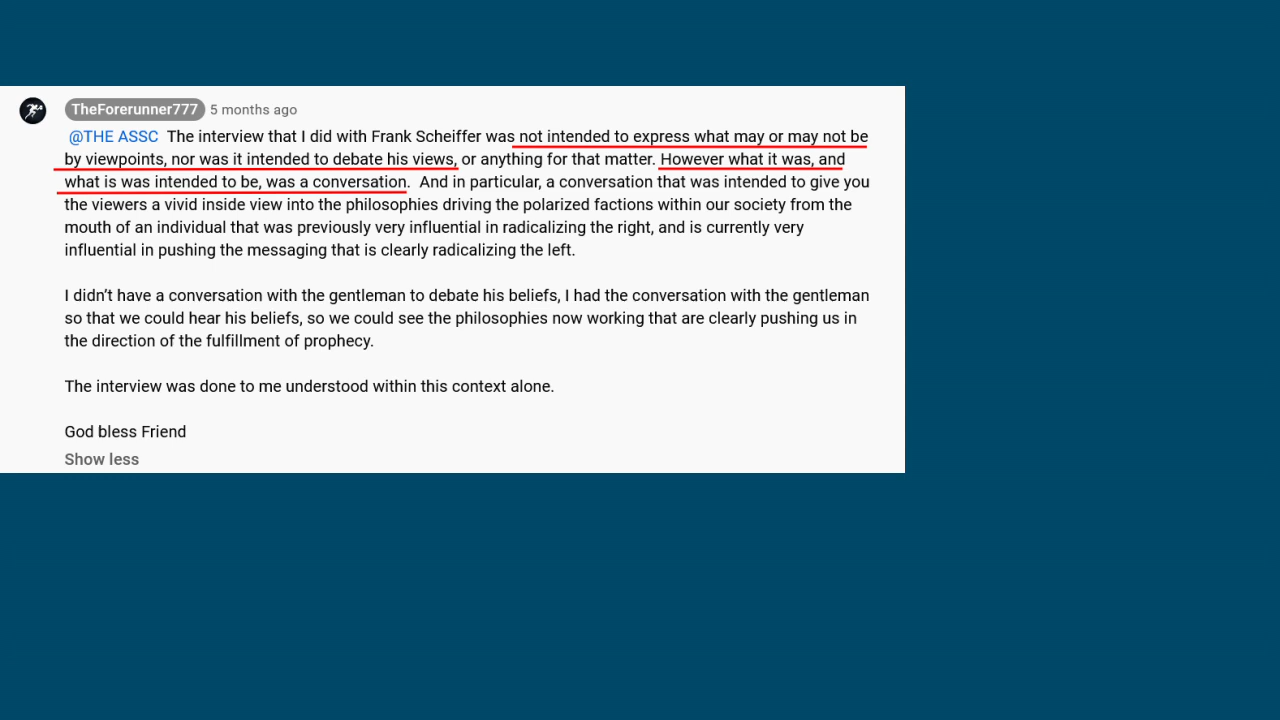 TheForerunner777 5 months ago
@THE ASSC The interview that I did with Frank Scheiffer was not intended to express what may or may not be
by viewpoints, nor was it intended to debate his views, or anything for that matter. However what it was, and
what is was intended to be, was a conversation. And in particular, a conversation that was intended to give you
the viewers a vivid inside view into the philosophies driving the polarized factions within our society from the
mouth of an individual that was previously very influential in radicalizing the right, and is currently very
influential in pushing the messaging that is clearly radicalizing the left.
I didn’t have a conversation with the gentleman to debate his beliefs, I had the conversation with the gentleman
so that we could hear his beliefs, so we could see the philosophies now working that are clearly pushing us in
the direction of the fulfillment of prophecy.
The interview was done to me understood within this context alone.
God bless Friend
Show less